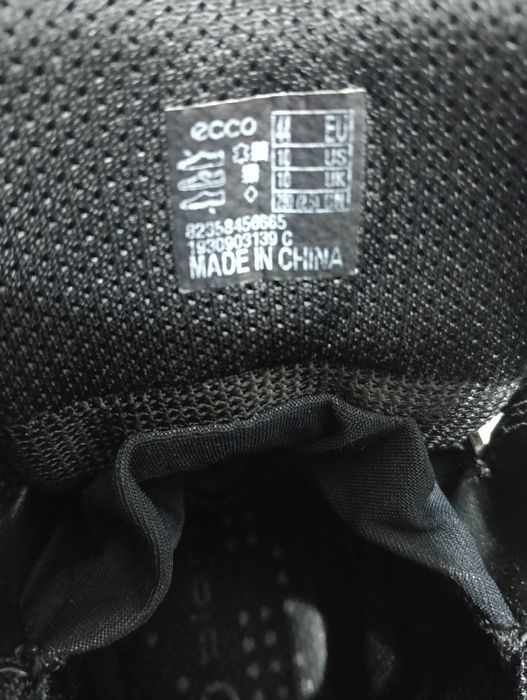 ecco
44 EU
10 US
10 UK
82358456665
1930903139 C
MADE IN CHINA